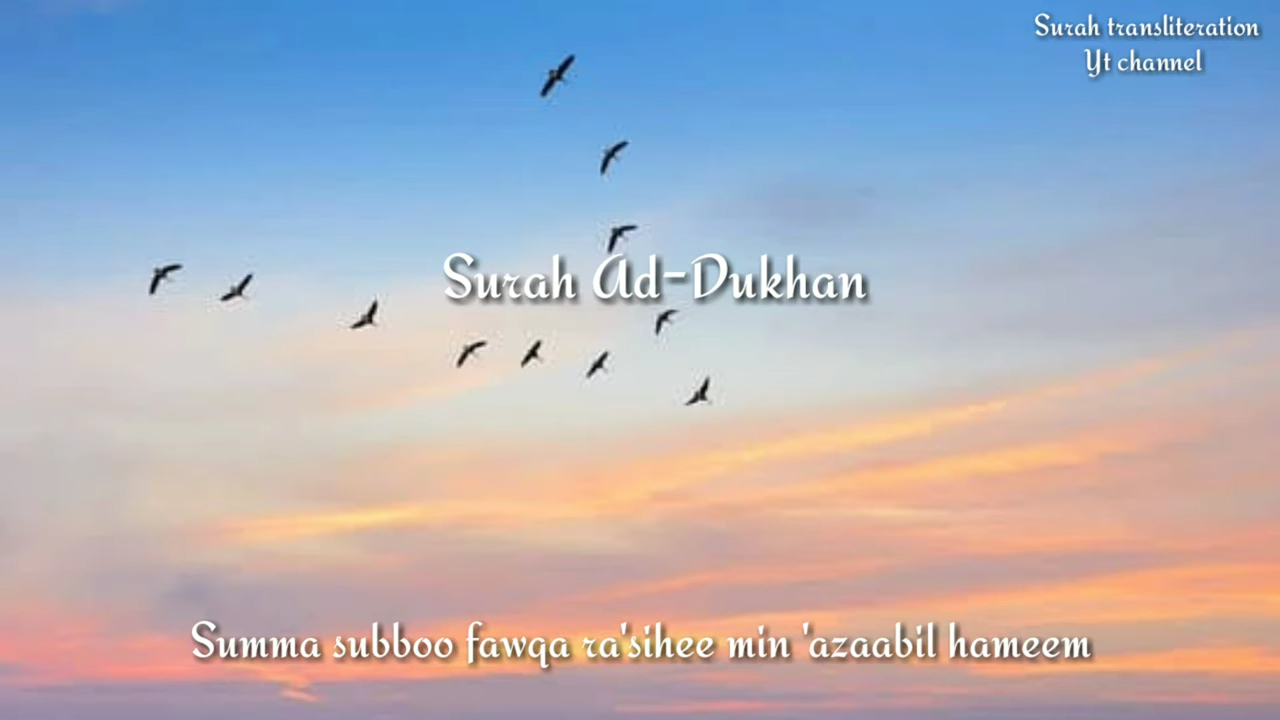 Surah transliteration
Yt channel
Surah Ad-Dukhan
Summa subboo fawqa ra'sihee min 'azaabil hameem